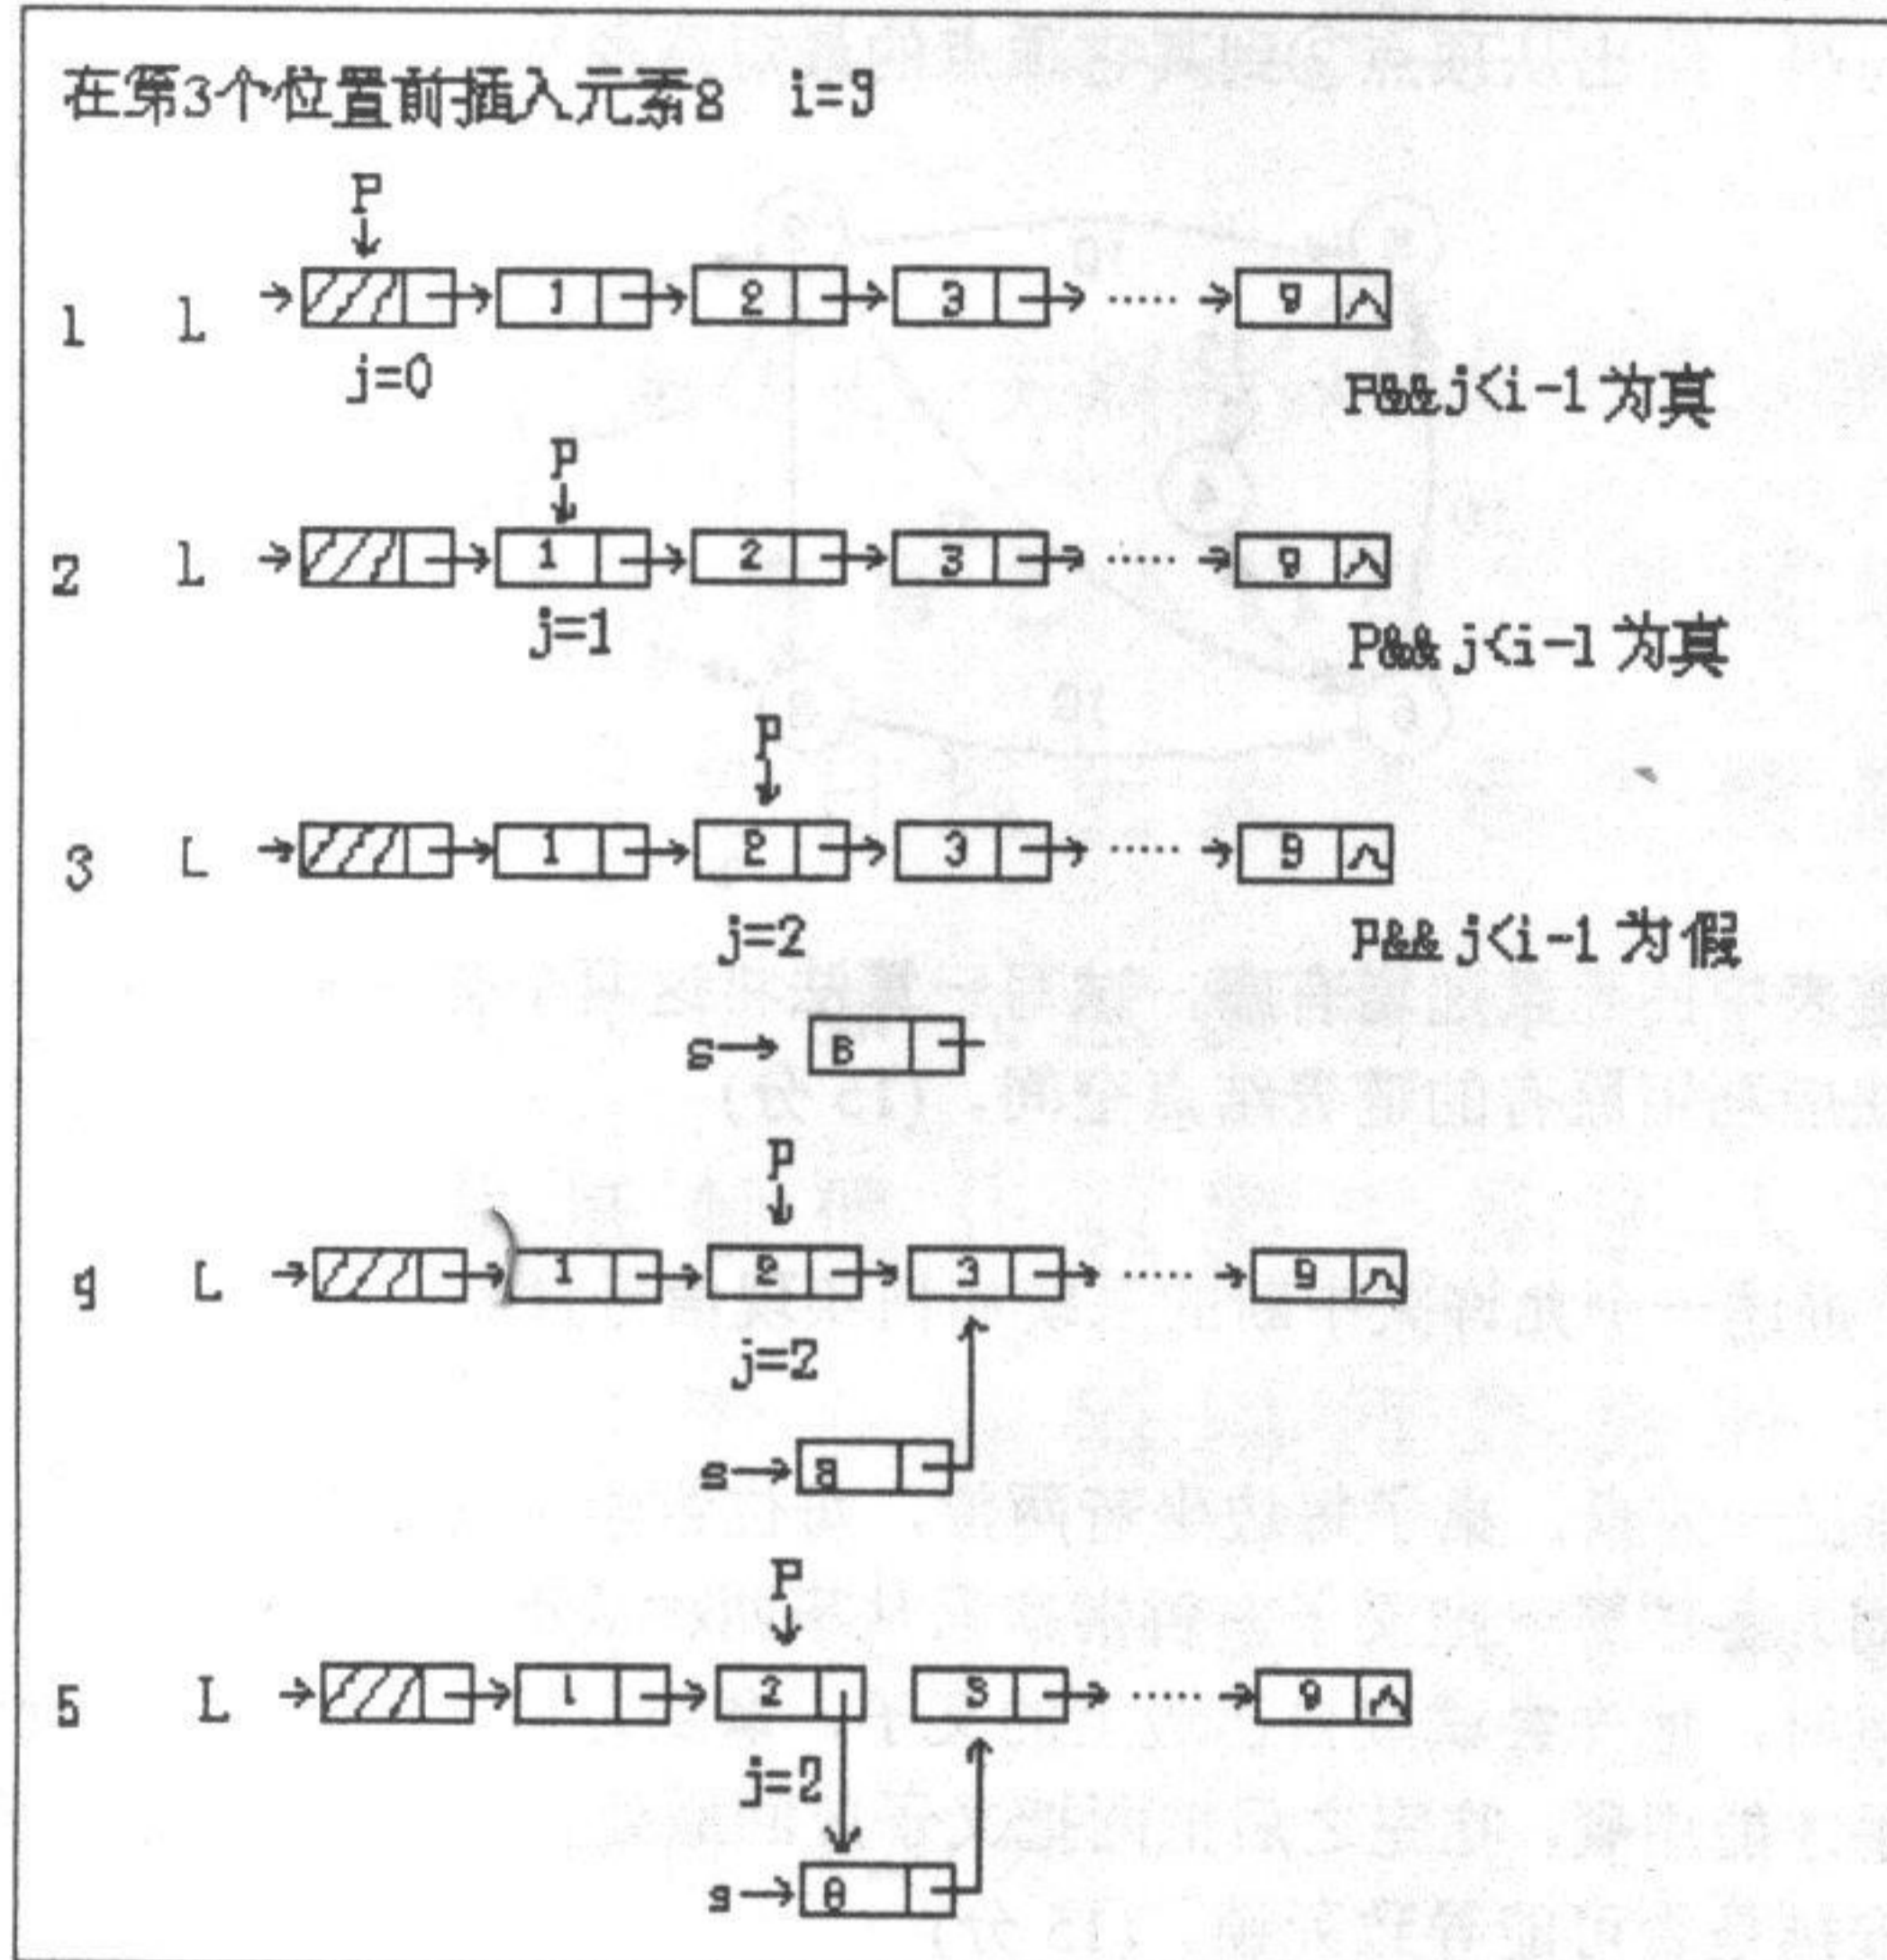 在第3个位置前插入元素8 i=3
P
1 L 1 2 3 ..... 9 ^
j=0
P&&j<i-1 为真
P
2 L 1 2 3 ..... 9 ^
j=1
P&&j<i-1 为真
P
3 L 1 2 3 ..... 9 ^
j=2
P&&j<i-1 为假
s 8
P
4 L 1 2 3 ..... 9 ^
j=2
s 8
P
5 L 1 2 3 ..... 9 ^
j=2
s 8